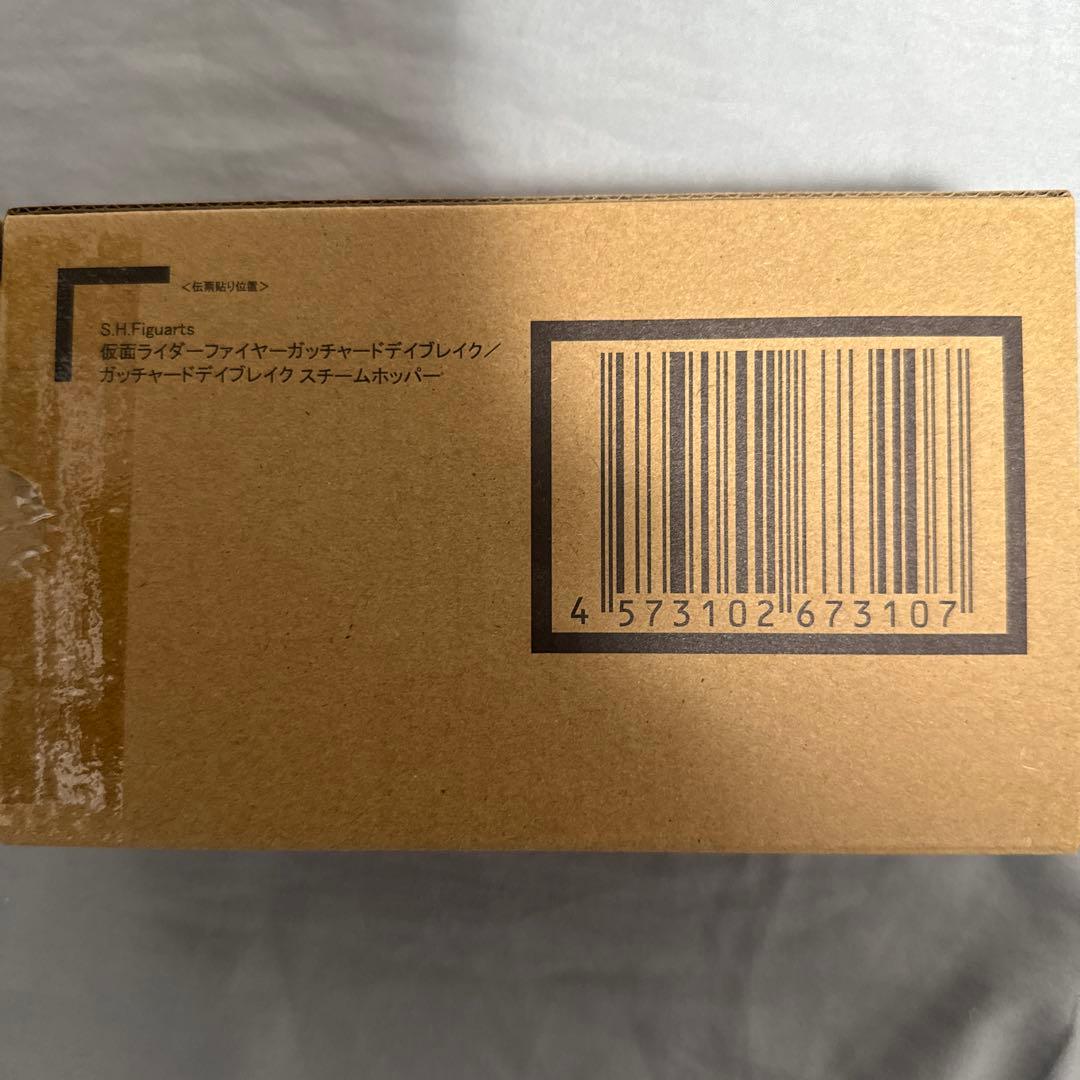 <伝票貼り位置>
S.H.Figuarts
仮面ライダーファイヤーガッチャードデイブレイク／
ガッチャードデイブレイク スチームホッパー
4 573102 673107